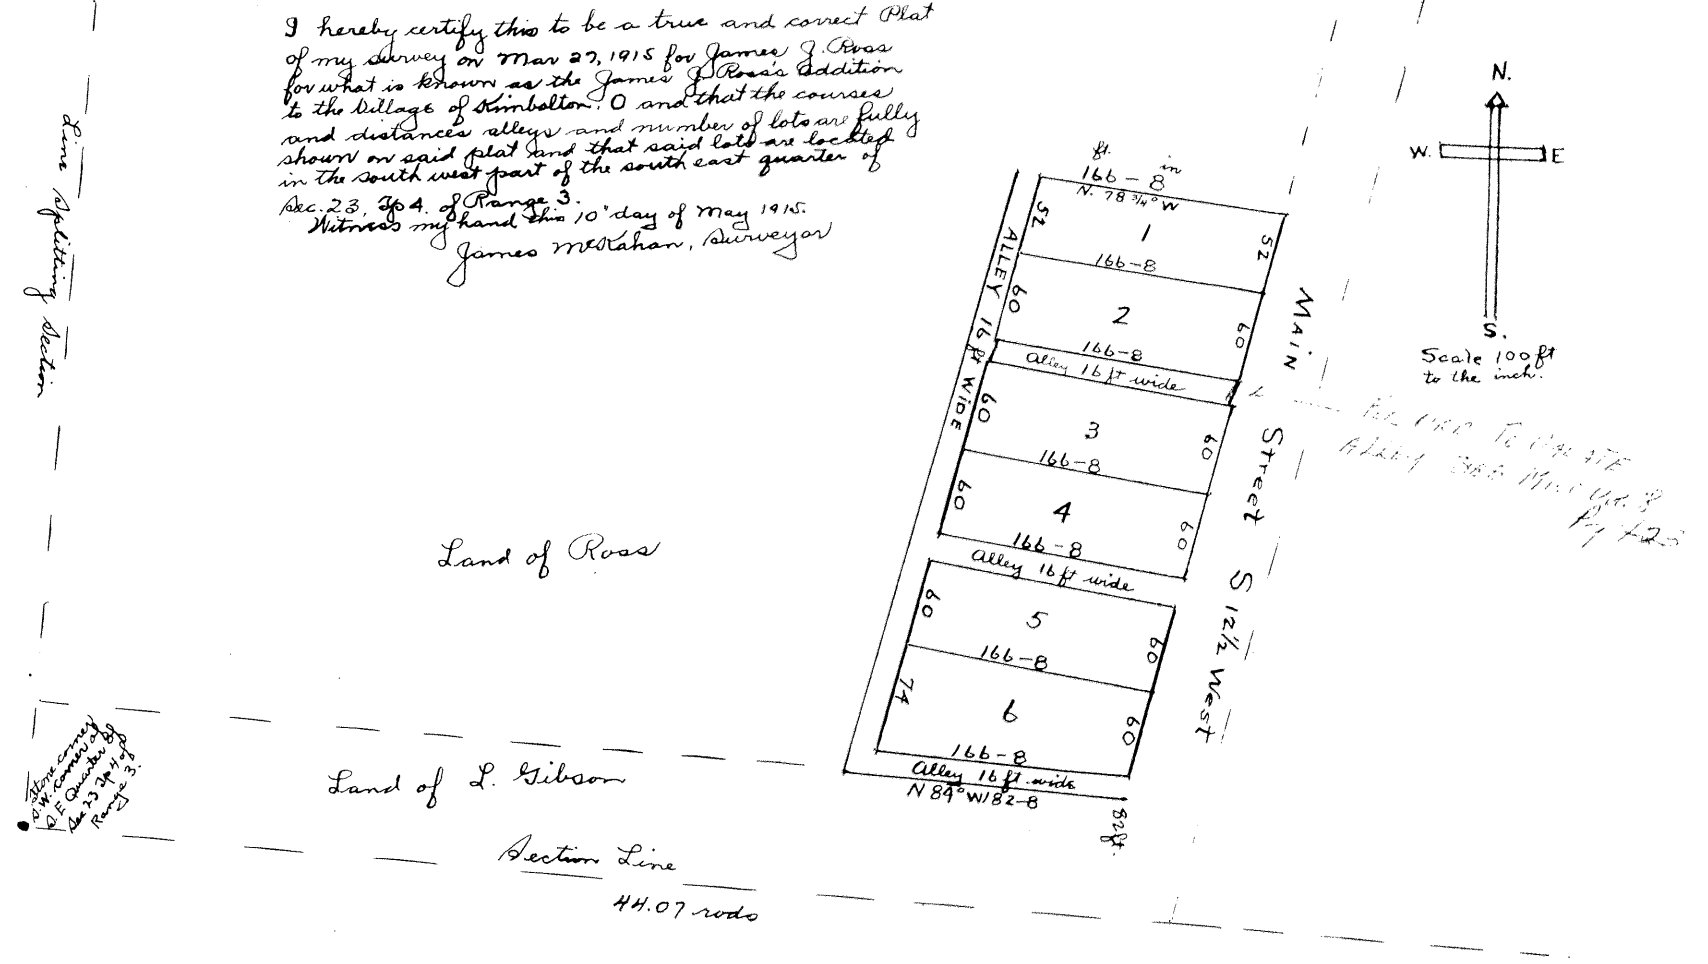 I hereby certify this to be a true and correct Plat
of my survey on Mar 27, 1915 for James J. Ross
for what is known as the James J. Ross's addition
to the Village of Kimbolton, O and that the courses
and distances alleys and number of lots are fully
shown on said plat and that said lots are located
in the south west part of the south east quarter of
Sec. 23, Tp 4. of Range 3.
Witness my hand this 10" day of May 1915.
James McKahan, Surveyor
N.
W.
E
S.
Scale 100 ft
to the inch.
Line Splitting Section
ft. in
166-8
N. 78 3/4° W
52
1
52
166-8
60
2
60
166-8
Alley 16 ft wide
ALLEY 16 ft WIDE
60
3
60
166-8
60
4
60
166-8
Alley 16 ft wide
60
5
60
166-8
74
6
60
166-8
Alley 16 ft wide
N 84° W 182-8
82 ft.
MAIN Street S 12 1/2 West
To Vacate
Alley
Land of Ross
Land of L. Gibson
Stone corner
S.W. Corner of
S.E Quarter of
Sec 23 Tp 4 of
Range 3.
Section Line
44.07 rods